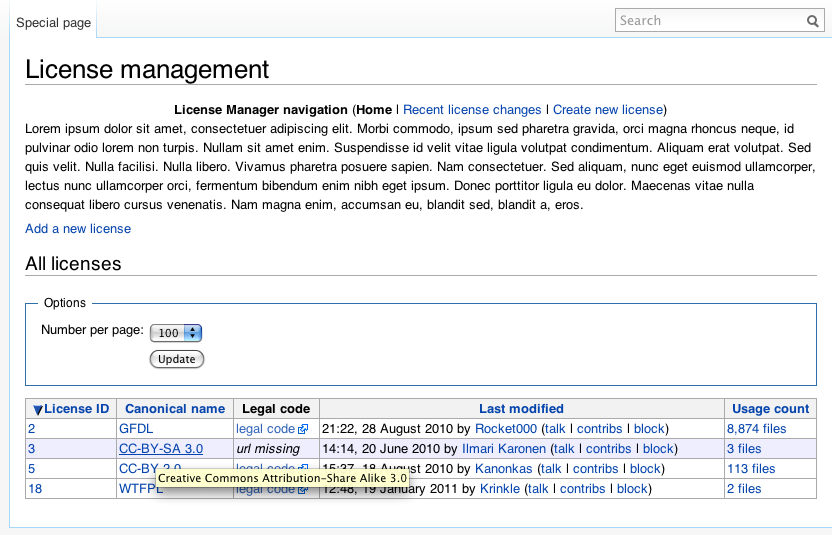 Special page
Search
License management
License Manager navigation (Home | Recent license changes | Create new license)
Lorem ipsum dolor sit amet, consectetuer adipiscing elit. Morbi commodo, ipsum sed pharetra gravida, orci magna rhoncus neque, id
pulvinar odio lorem non turpis. Nullam sit amet enim. Suspendisse id velit vitae ligula volutpat condimentum. Aliquam erat volutpat. Sed
quis velit. Nulla facilisi. Nulla libero. Vivamus pharetra posuere sapien. Nam consectetuer. Sed aliquam, nunc eget euismod ullamcorper,
lectus nunc ullamcorper orci, fermentum bibendum enim nibh eget ipsum. Donec porttitor ligula eu dolor. Maecenas vitae nulla
consequat libero cursus venenatis. Nam magna enim, accumsan eu, blandit sed, blandit a, eros.
Add a new license
All licenses
Options
Number per page: 100
Update
License ID Canonical name Legal code Last modified Usage count
2 GFDL legal code 21:22, 28 August 2010 by Rocket000 (talk | contribs | block) 8,874 files
3 CC-BY-SA 3.0 url missing 14:14, 20 June 2010 by Ilmari Karonen (talk | contribs | block) 3 files
5 CC-BY 2.0 legal code 15:37, 18 August 2010 by Kanonkas (talk | contribs | block) 113 files
Creative Commons Attribution-Share Alike 3.0
18 WTFPL legal code 12:48, 19 January 2011 by Krinkle (talk | contribs | block) 2 files